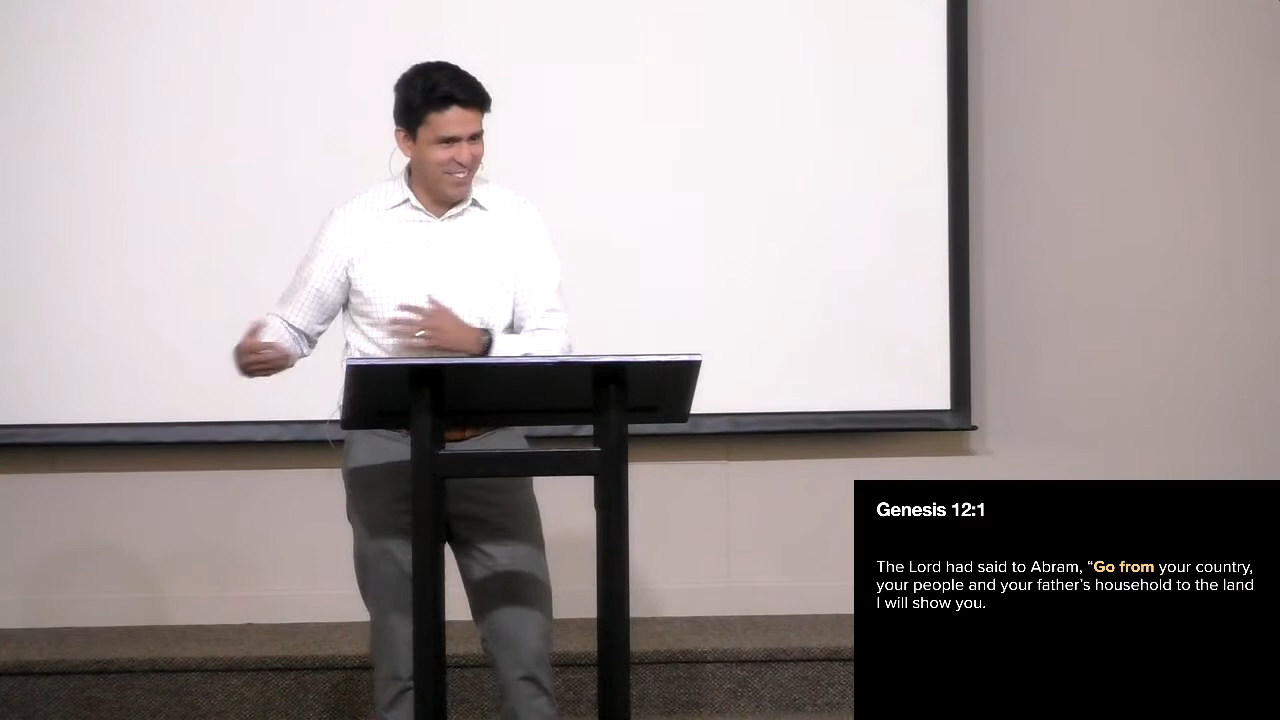 Genesis 12:1
The Lord had said to Abram, “Go from your country,
your people and your father’s household to the land
I will show you.